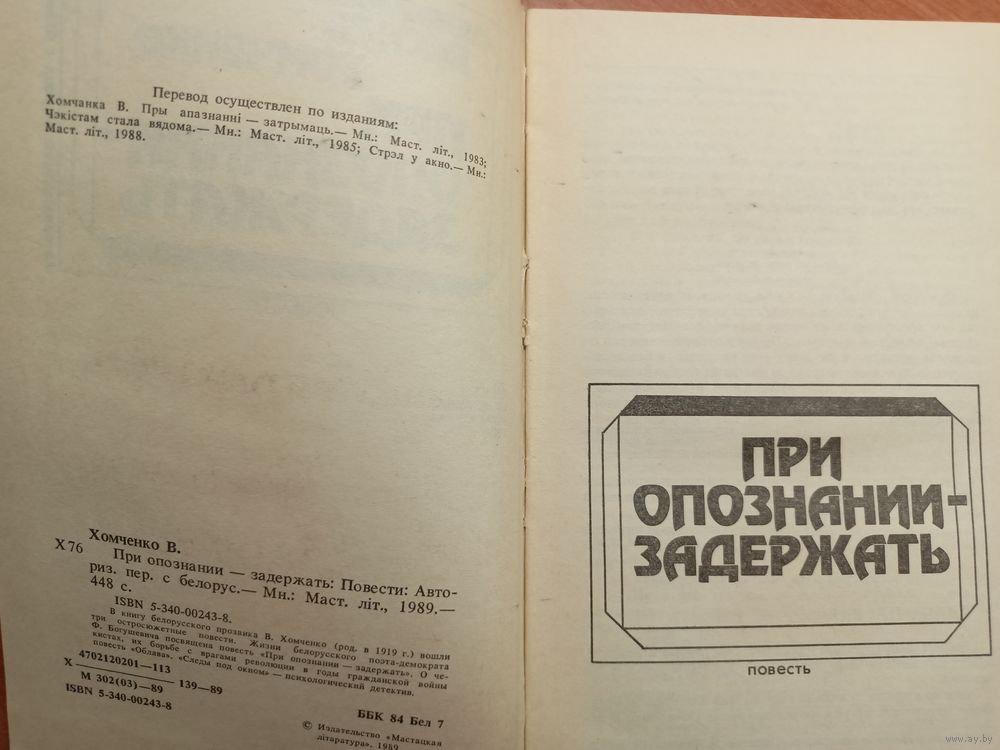 Перевод осуществлен по изданиям:
Хомчанка В. Пры апазнанні — затрымаць.— Мн.: Маст. літ., 1983;
Чэкістам стала вядома.— Мн.: Маст. літ., 1985; Стрэл у акно.— Мн.:
Маст. літ., 1988.
Хомченко В.
Х 76 При опознании — задержать: Повести: Авто-
риз. пер. с белорус.— Мн.: Маст. літ., 1989.—
448 с.
ISBN 5-340-00243-8.
В книгу белорусского прозаика В. Хомченко (род. в 1919 г.) вошли
три остросюжетные повести. Жизни белорусского поэта-демократа
Ф. Богушевича посвящена повесть «При опознании — задержать». О че-
кистах, их борьбе с врагами революции в годы гражданской войны
повесть «Облава». «Следы под окном» — психологический детектив.
Х 4702120201—113
М 302(03)—89 139—89
ISBN 5-340-00243-8
ББК 84 Бел 7
© Издательство «Мастацкая
літаратура», 1989.
ПРИ
ОПОЗНАНИИ-
ЗАДЕРЖАТЬ
повесть
© www.ay.by